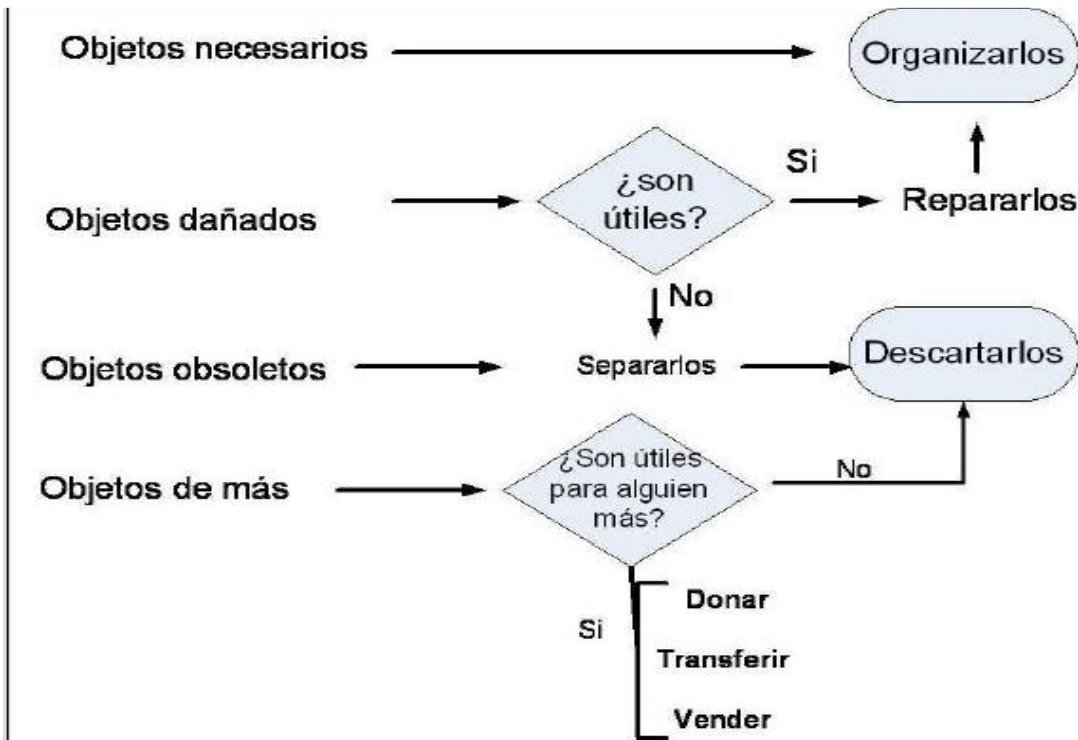 Objetos necesarios
Organizarlos
Objetos dañados
¿son
útiles?
Si
Repararlos
No
Objetos obsoletos
Separarlos
Descartarlos
Objetos de más
¿Son útiles
para alguien
más?
No
Si
Donar
Transferir
Vender